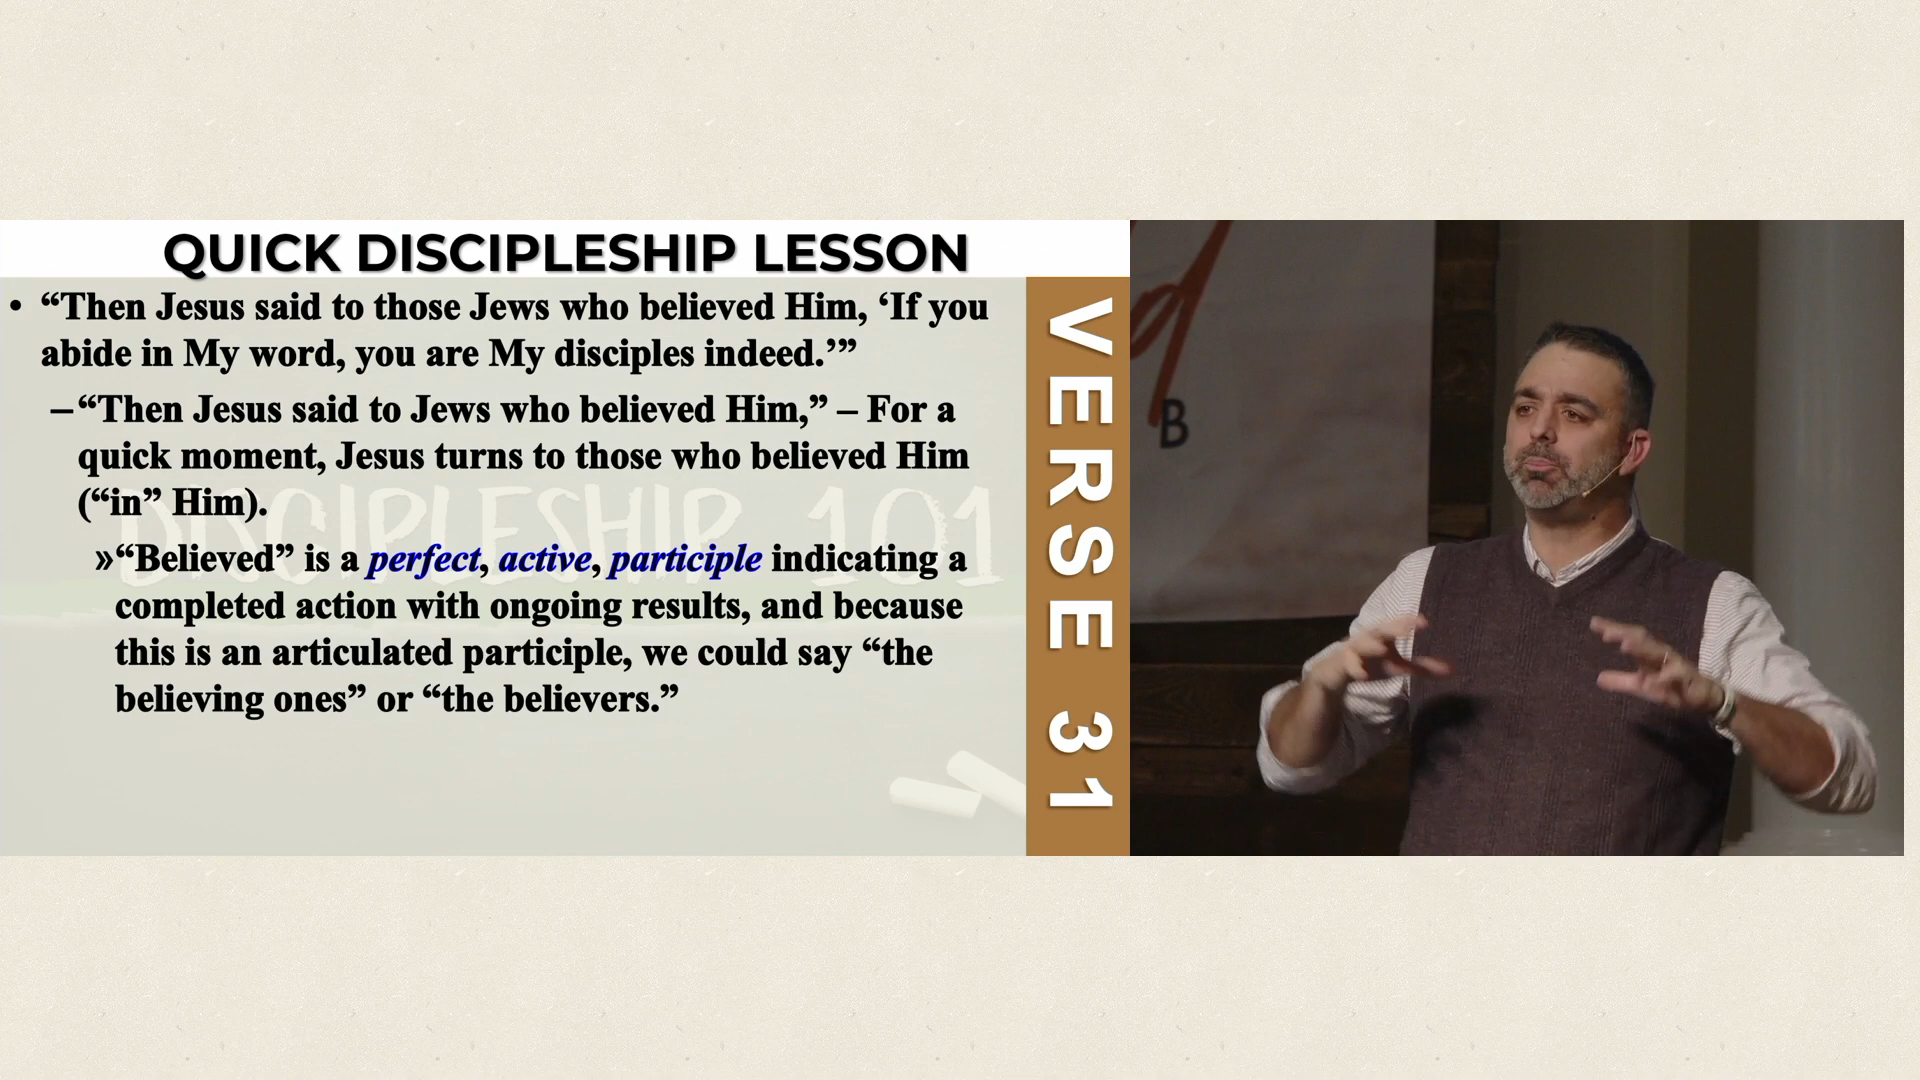 QUICK DISCIPLESHIP LESSON
• “Then Jesus said to those Jews who believed Him, ‘If you
abide in My word, you are My disciples indeed.’”
–“Then Jesus said to Jews who believed Him,” – For a
quick moment, Jesus turns to those who believed Him
(“in” Him).
»“Believed” is a perfect, active, participle indicating a
completed action with ongoing results, and because
this is an articulated participle, we could say “the
believing ones” or “the believers.”
DISCIPLESHIP 101
VERSE 31
B